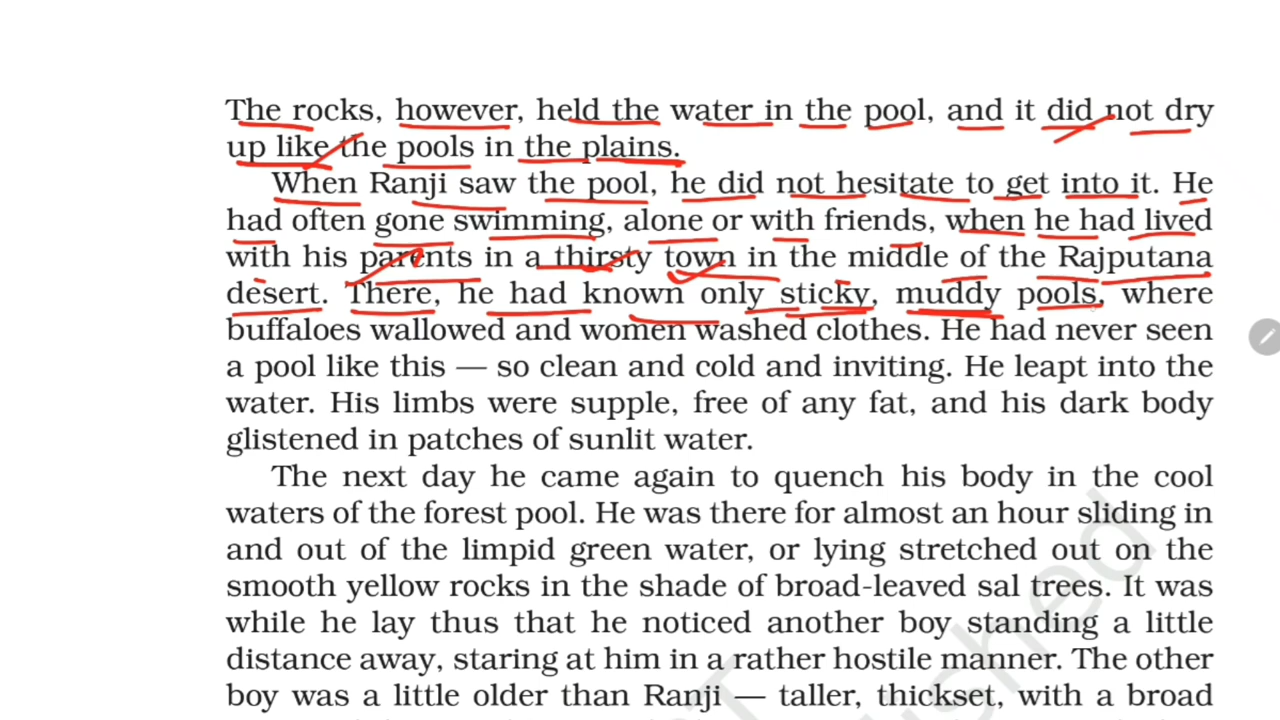 The rocks, however, held the water in the pool, and it did not dry
up like the pools in the plains.
When Ranji saw the pool, he did not hesitate to get into it. He
had often gone swimming, alone or with friends, when he had lived
with his parents in a thirsty town in the middle of the Rajputana
desert. There, he had known only sticky, muddy pools, where
buffaloes wallowed and women washed clothes. He had never seen
a pool like this — so clean and cold and inviting. He leapt into the
water. His limbs were supple, free of any fat, and his dark body
glistened in patches of sunlit water.
The next day he came again to quench his body in the cool
waters of the forest pool. He was there for almost an hour sliding in
and out of the limpid green water, or lying stretched out on the
smooth yellow rocks in the shade of broad-leaved sal trees. It was
while he lay thus that he noticed another boy standing a little
distance away, staring at him in a rather hostile manner. The other
boy was a little older than Ranji — taller, thickset, with a broad